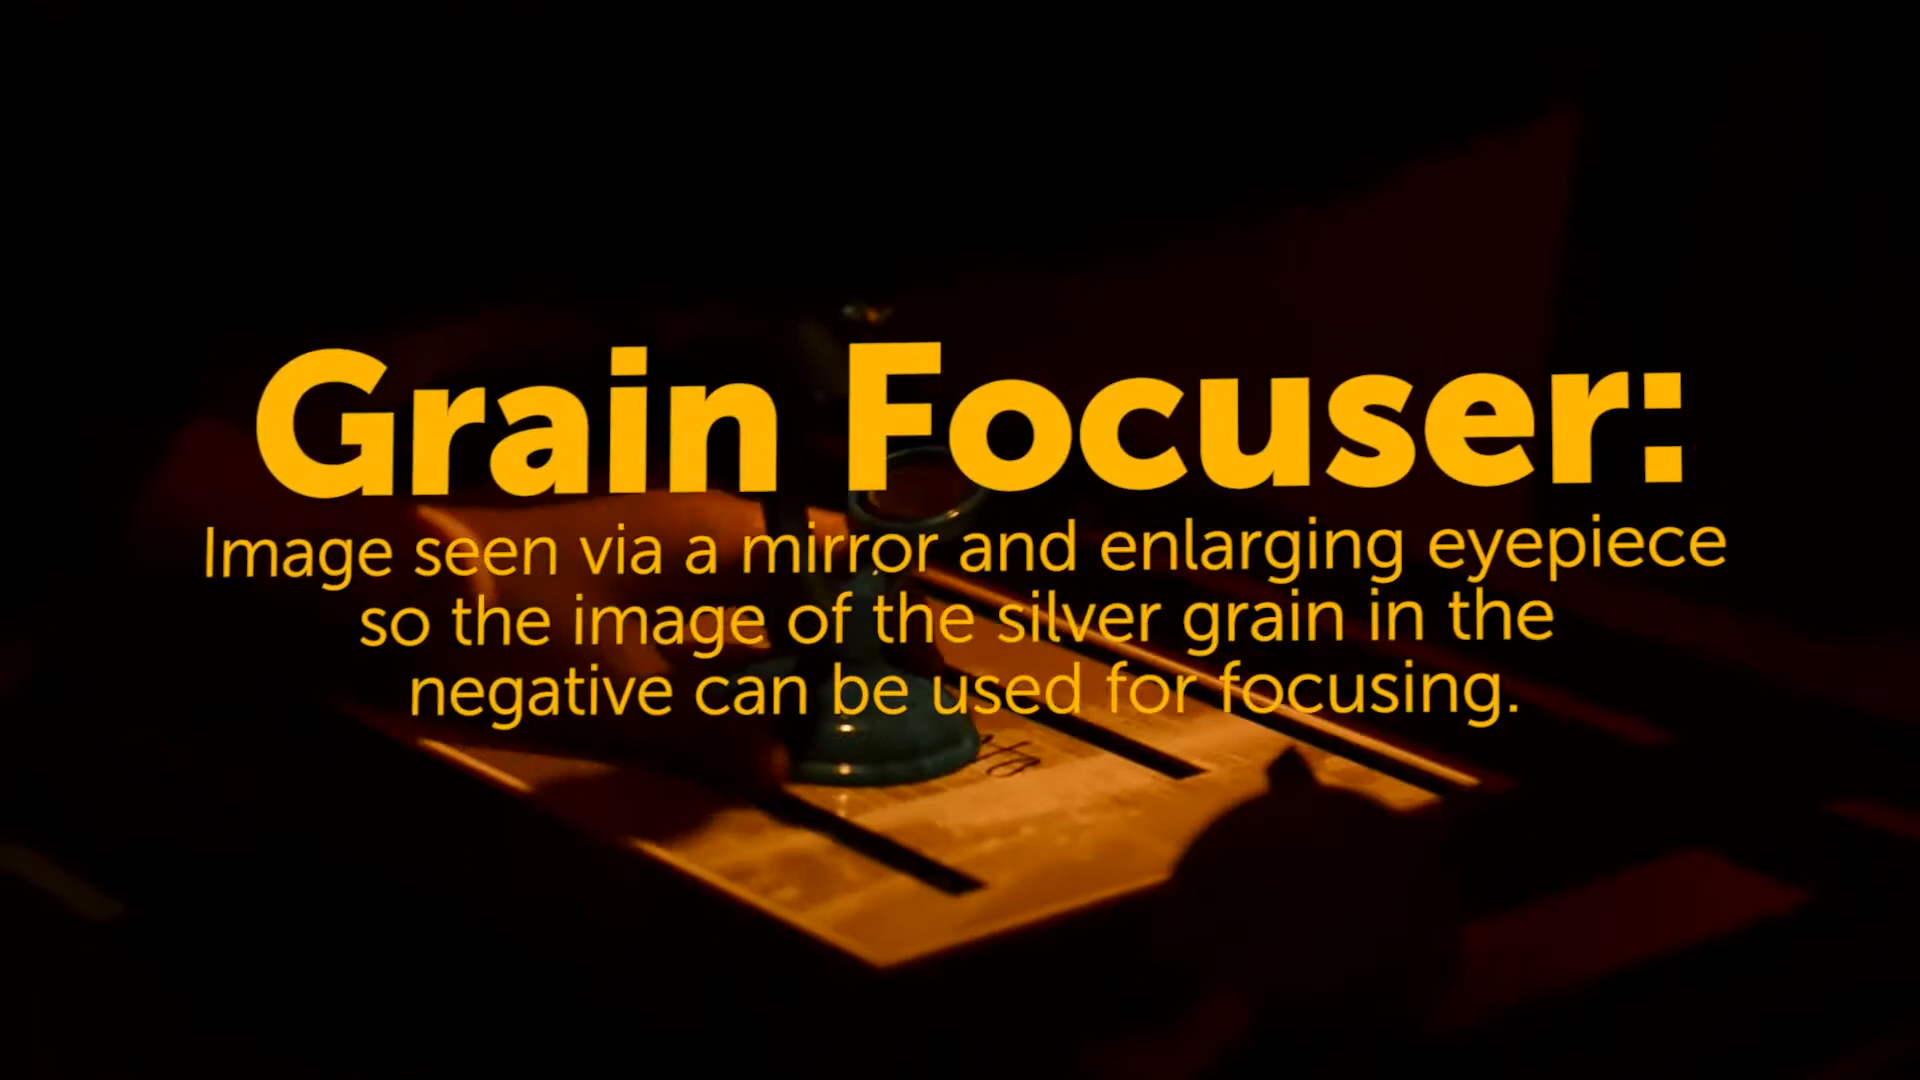 Grain Focuser:
Image seen via a mirror and enlarging eyepiece
so the image of the silver grain in the
negative can be used for focusing.